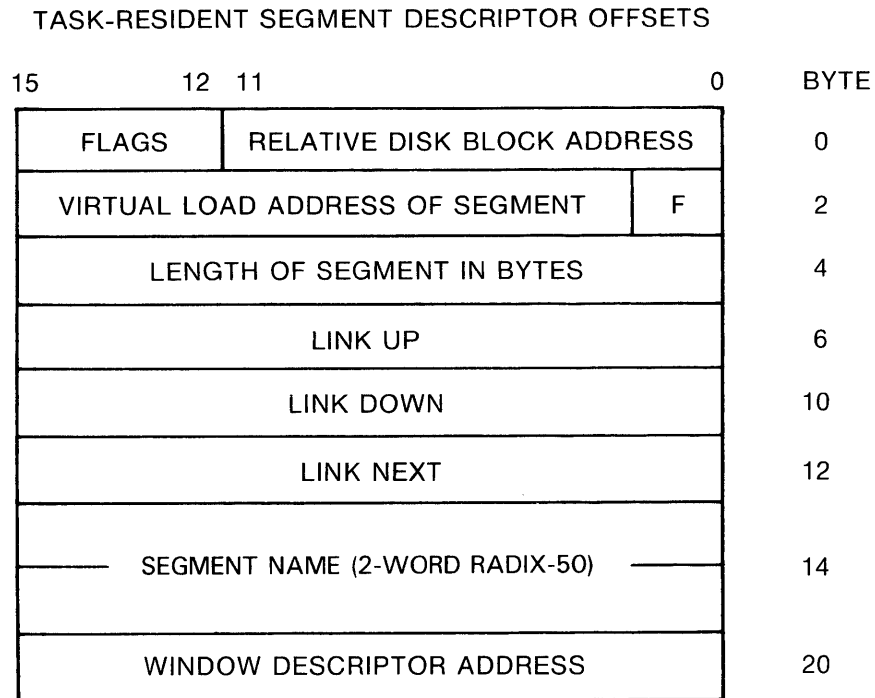 TASK-RESIDENT SEGMENT DESCRIPTOR OFFSETS
15 12 11 0 BYTE
FLAGS RELATIVE DISK BLOCK ADDRESS 0
VIRTUAL LOAD ADDRESS OF SEGMENT F 2
LENGTH OF SEGMENT IN BYTES 4
LINK UP 6
LINK DOWN 10
LINK NEXT 12
SEGMENT NAME (2-WORD RADIX-50) 14
WINDOW DESCRIPTOR ADDRESS 20